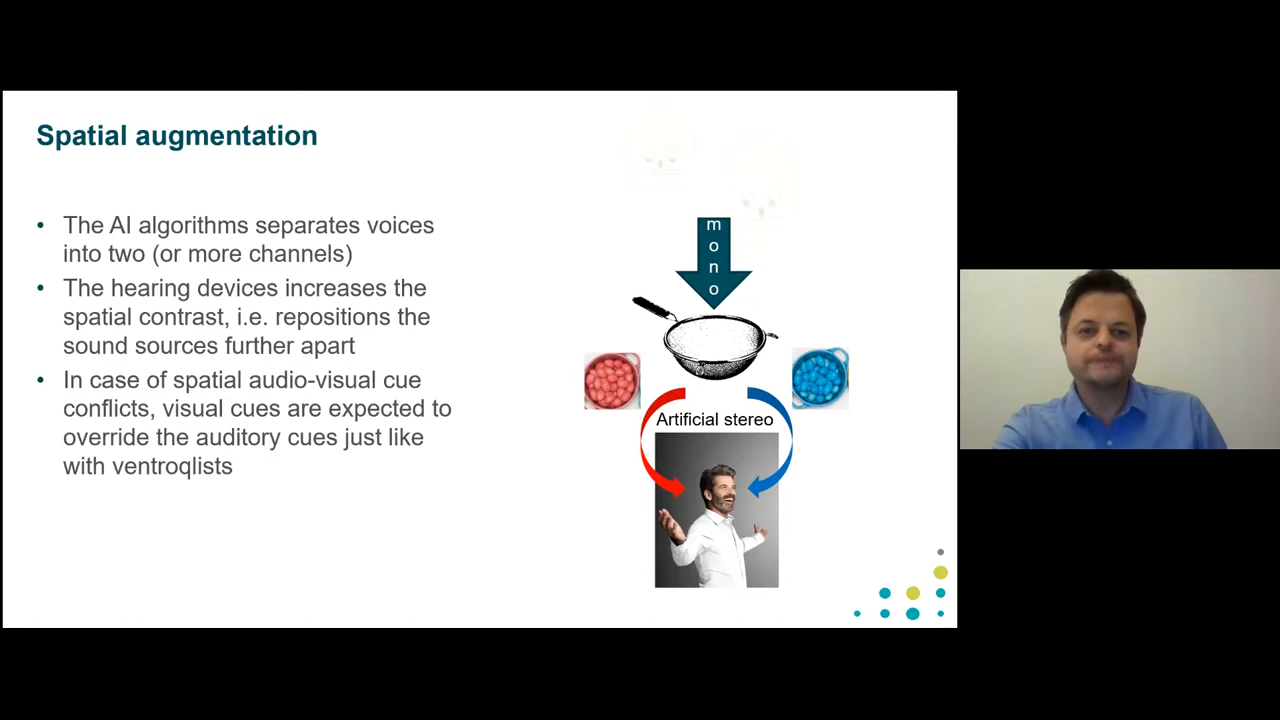 Spatial augmentation
• The AI algorithms separates voices
into two (or more channels)
• The hearing devices increases the
spatial contrast, i.e. repositions the
sound sources further apart
• In case of spatial audio-visual cue
conflicts, visual cues are expected to
override the auditory cues just like
with ventroqlists
m
o
n
o
Artificial stereo